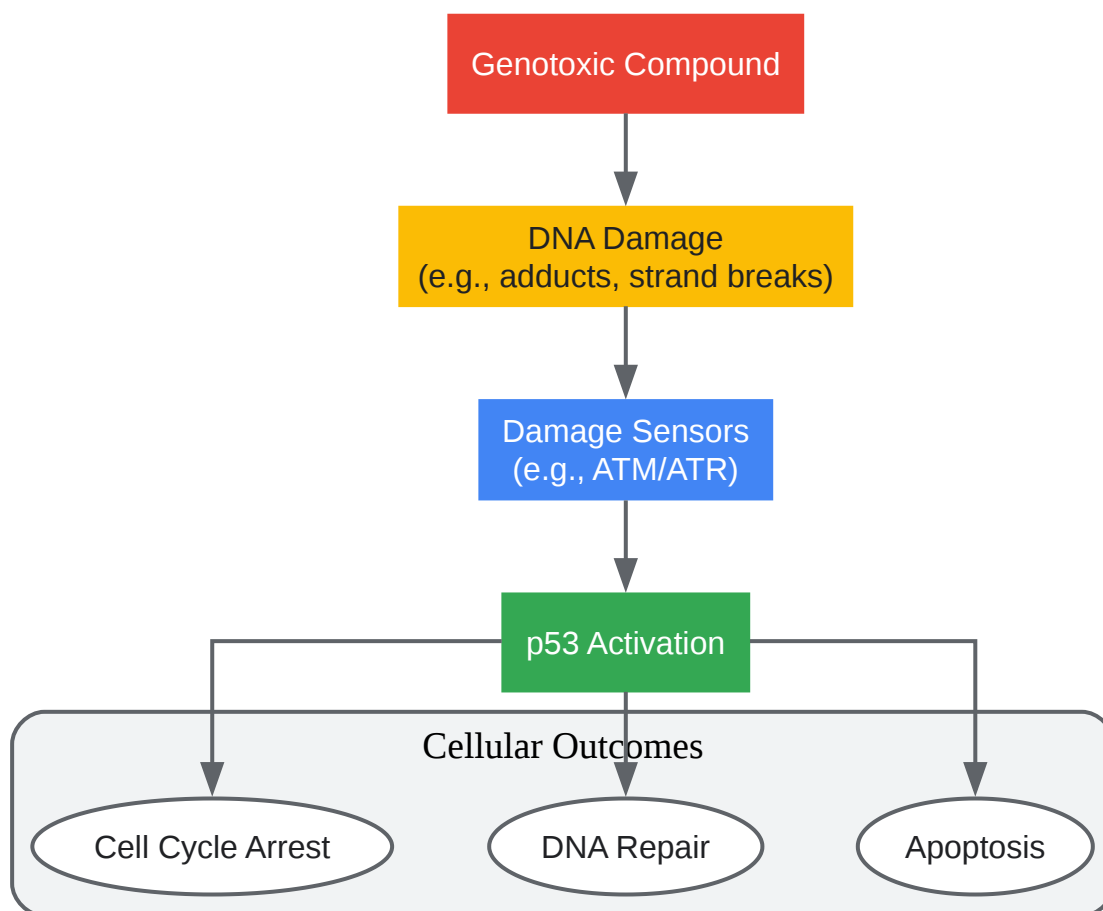 Genotoxic Compound
DNA Damage
(e.g., adducts, strand breaks)
Damage Sensors
(e.g., ATM/ATR)
p53 Activation
Cellular Outcomes
Cell Cycle Arrest
DNA Repair
Apoptosis